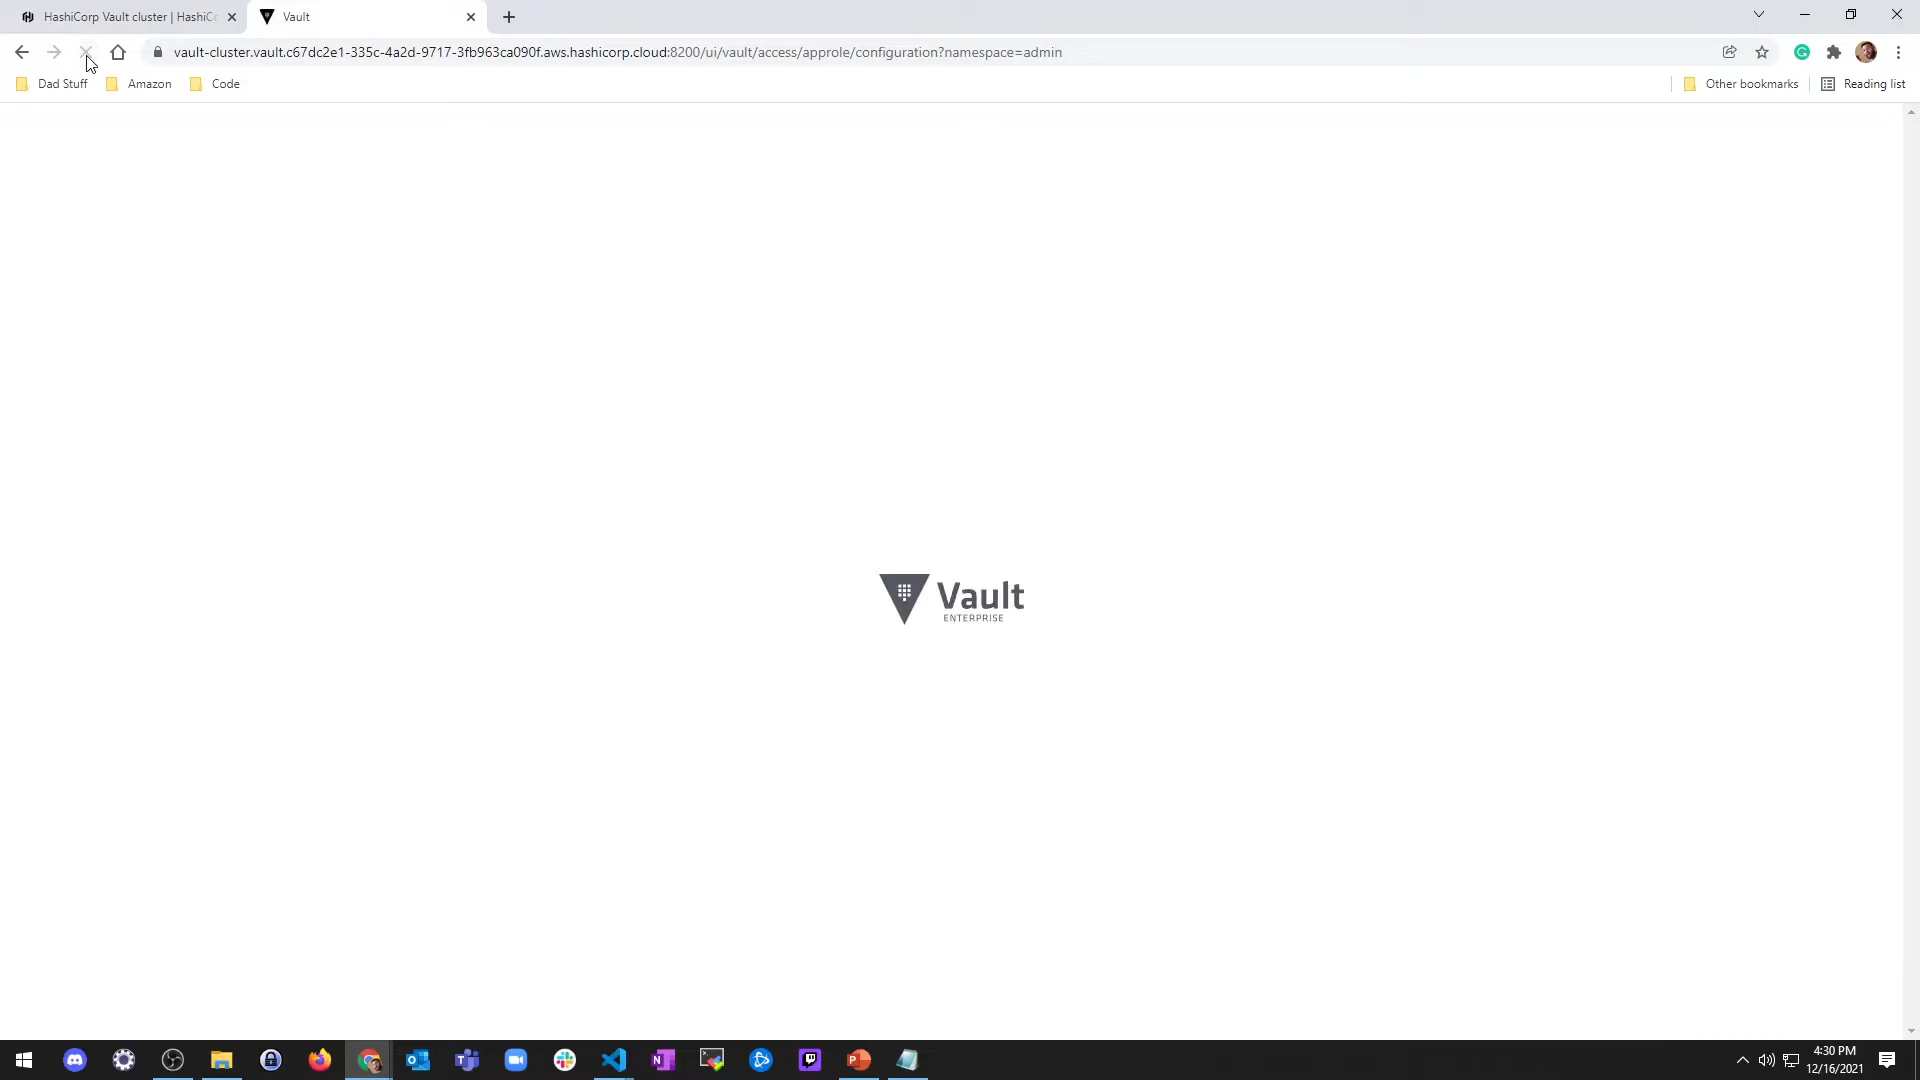 HashiCorp Vault cluster | HashiC
Vault
vault-cluster.vault.c67dc2e1-335c-4a2d-9717-3fb963ca090f.aws.hashicorp.cloud:8200/ui/vault/access/approle/configuration?namespace=admin
Dad Stuff
Amazon
Code
Other bookmarks
Reading list
Vault
ENTERPRISE
4:30 PM
12/16/2021